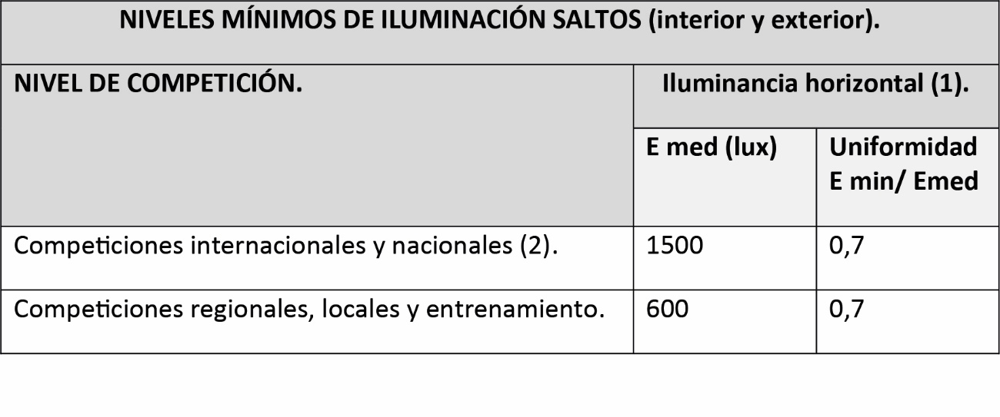 NIVELES MÍNIMOS DE ILUMINACIÓN SALTOS (interior y exterior).
NIVEL DE COMPETICIÓN.
Iluminancia horizontal (1).
E med (lux)
Uniformidad
E min/ Emed
Competiciones internacionales y nacionales (2).
1500
0,7
Competiciones regionales, locales y entrenamiento.
600
0,7